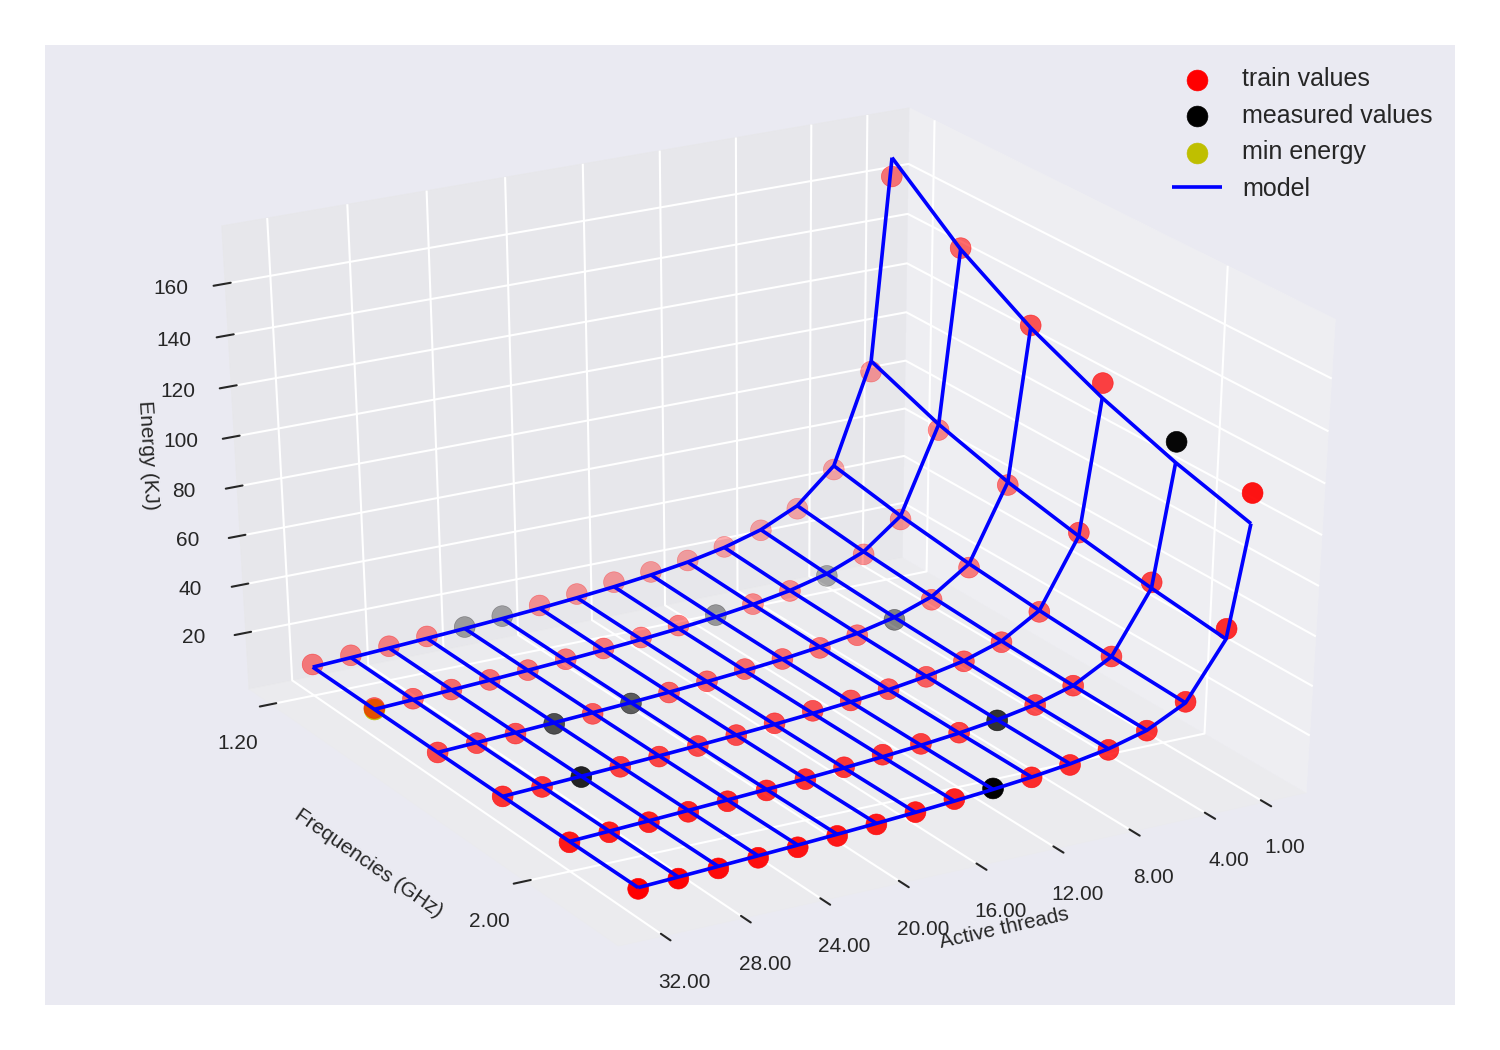 train values
measured values
min energy
model
160
140
120
100
80
60
40
20
Energy (KJ)
1.20
2.00
Frequencies (GHz)
32.00
28.00
24.00
20.00
16.00
12.00
8.00
4.00
1.00
Active threads